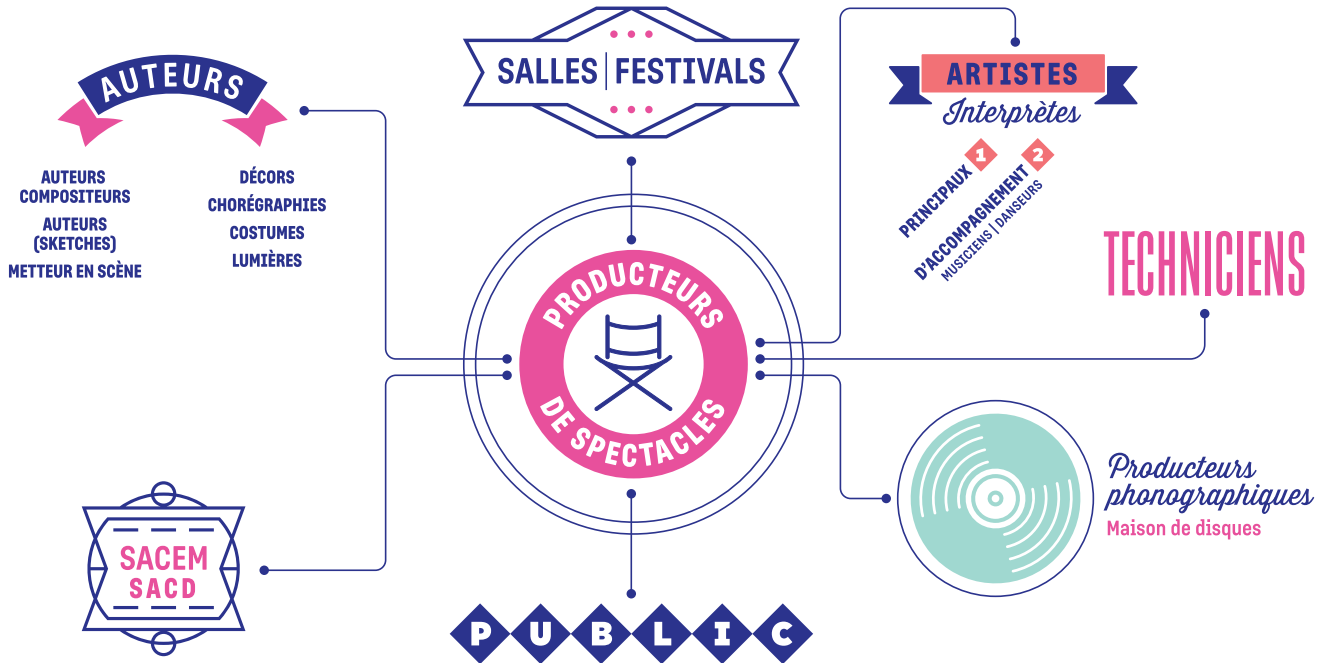 AUTEURS
AUTEURS
COMPOSITEURS
AUTEURS
(SKETCHES)
METTEUR EN SCÈNE
DÉCORS
CHORÉGRAPHIES
COSTUMES
LUMIÈRES
SALLES | FESTIVALS
ARTISTES
Interprètes
PRINCIPAUX 1
D'ACCOMPAGNEMENT 2
MUSICIENS | DANSEURS
TECHNICIENS
PRODUCTEURS
DE SPECTACLES
Producteurs
phonographiques
Maison de disques
SACEM
SACD
PUBLIC